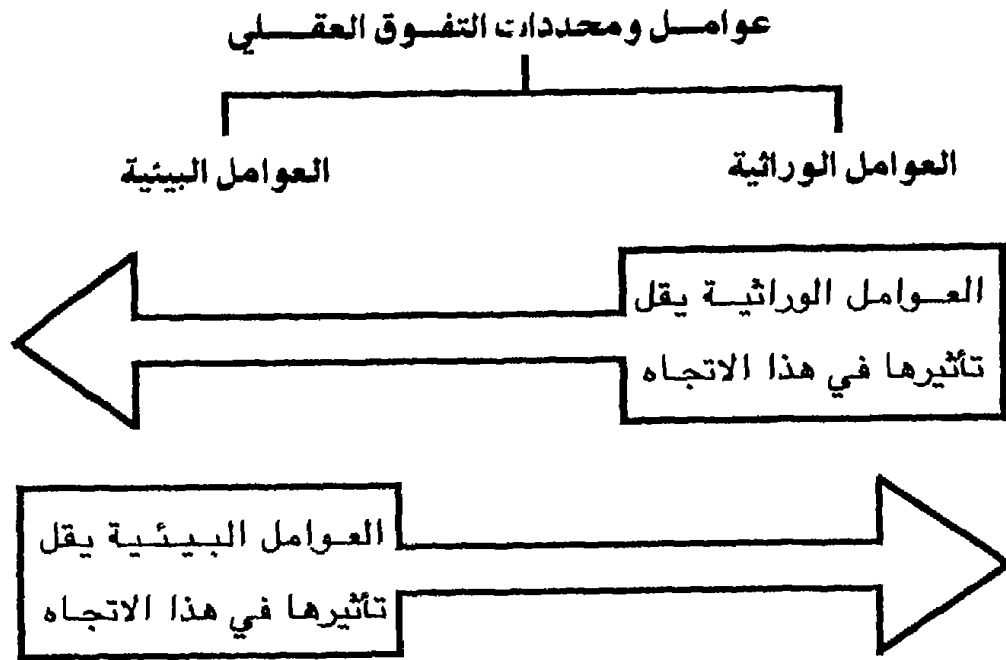 عوامل ومحددات التفوق العقلي
العوامل الوراثية
العوامل البيئية
العوامل الوراثية يقل
تأثيرها في هذا الاتجاه
العوامل البيئية يقل
تأثيرها في هذا الاتجاه